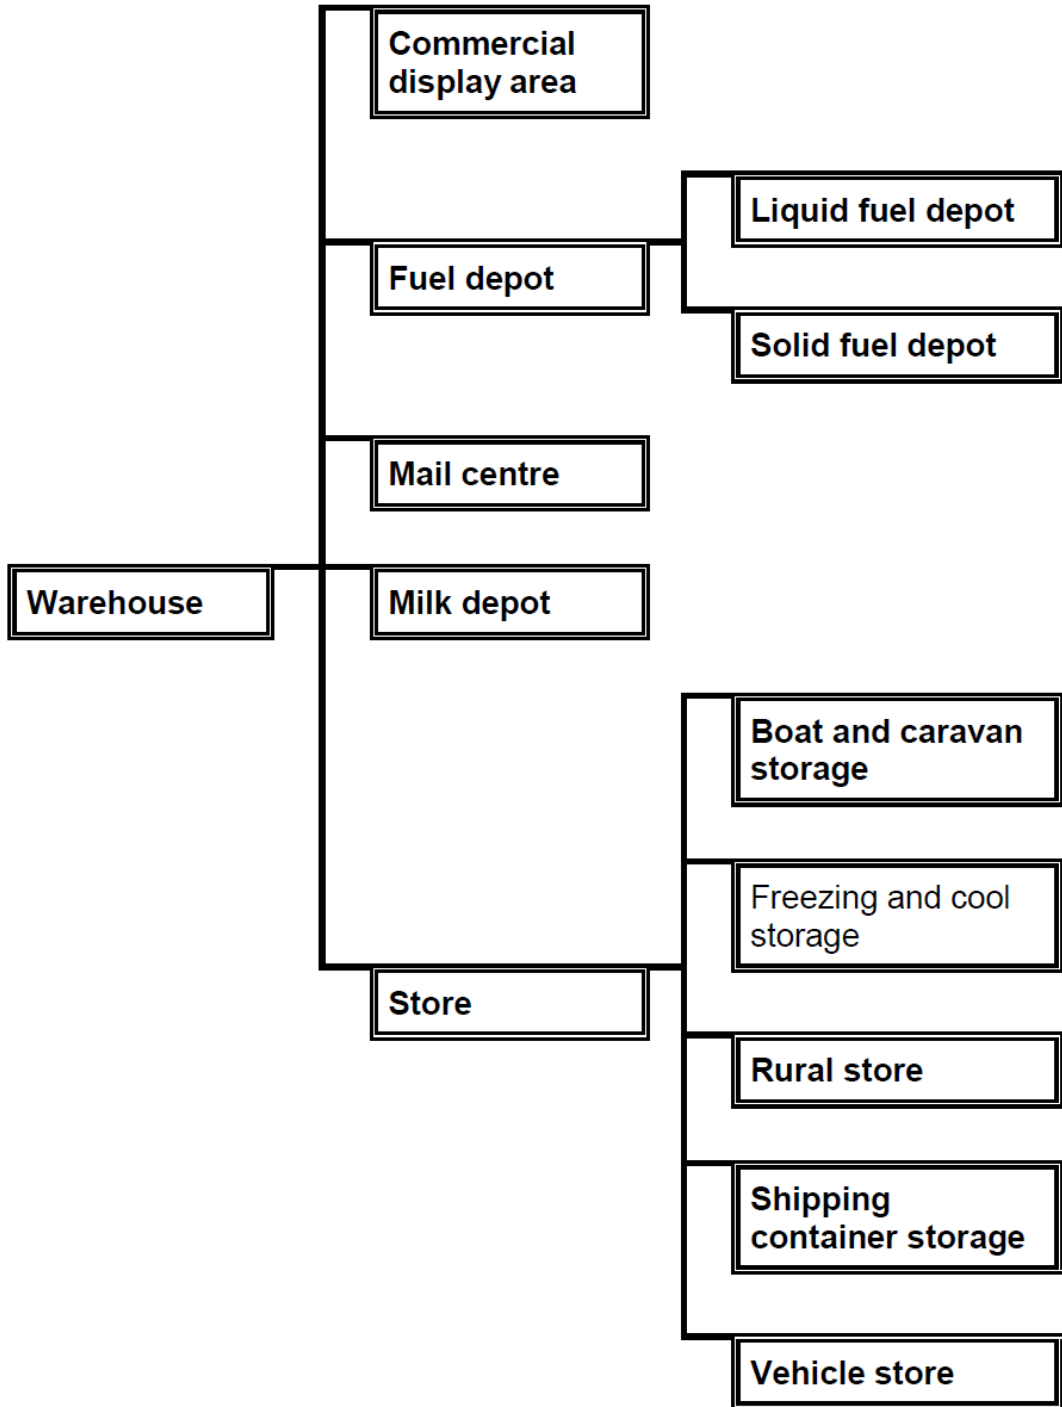 Commercial
display area
Liquid fuel depot
Fuel depot
Solid fuel depot
Mail centre
Warehouse
Milk depot
Boat and caravan
storage
Freezing and cool
storage
Store
Rural store
Shipping
container storage
Vehicle store